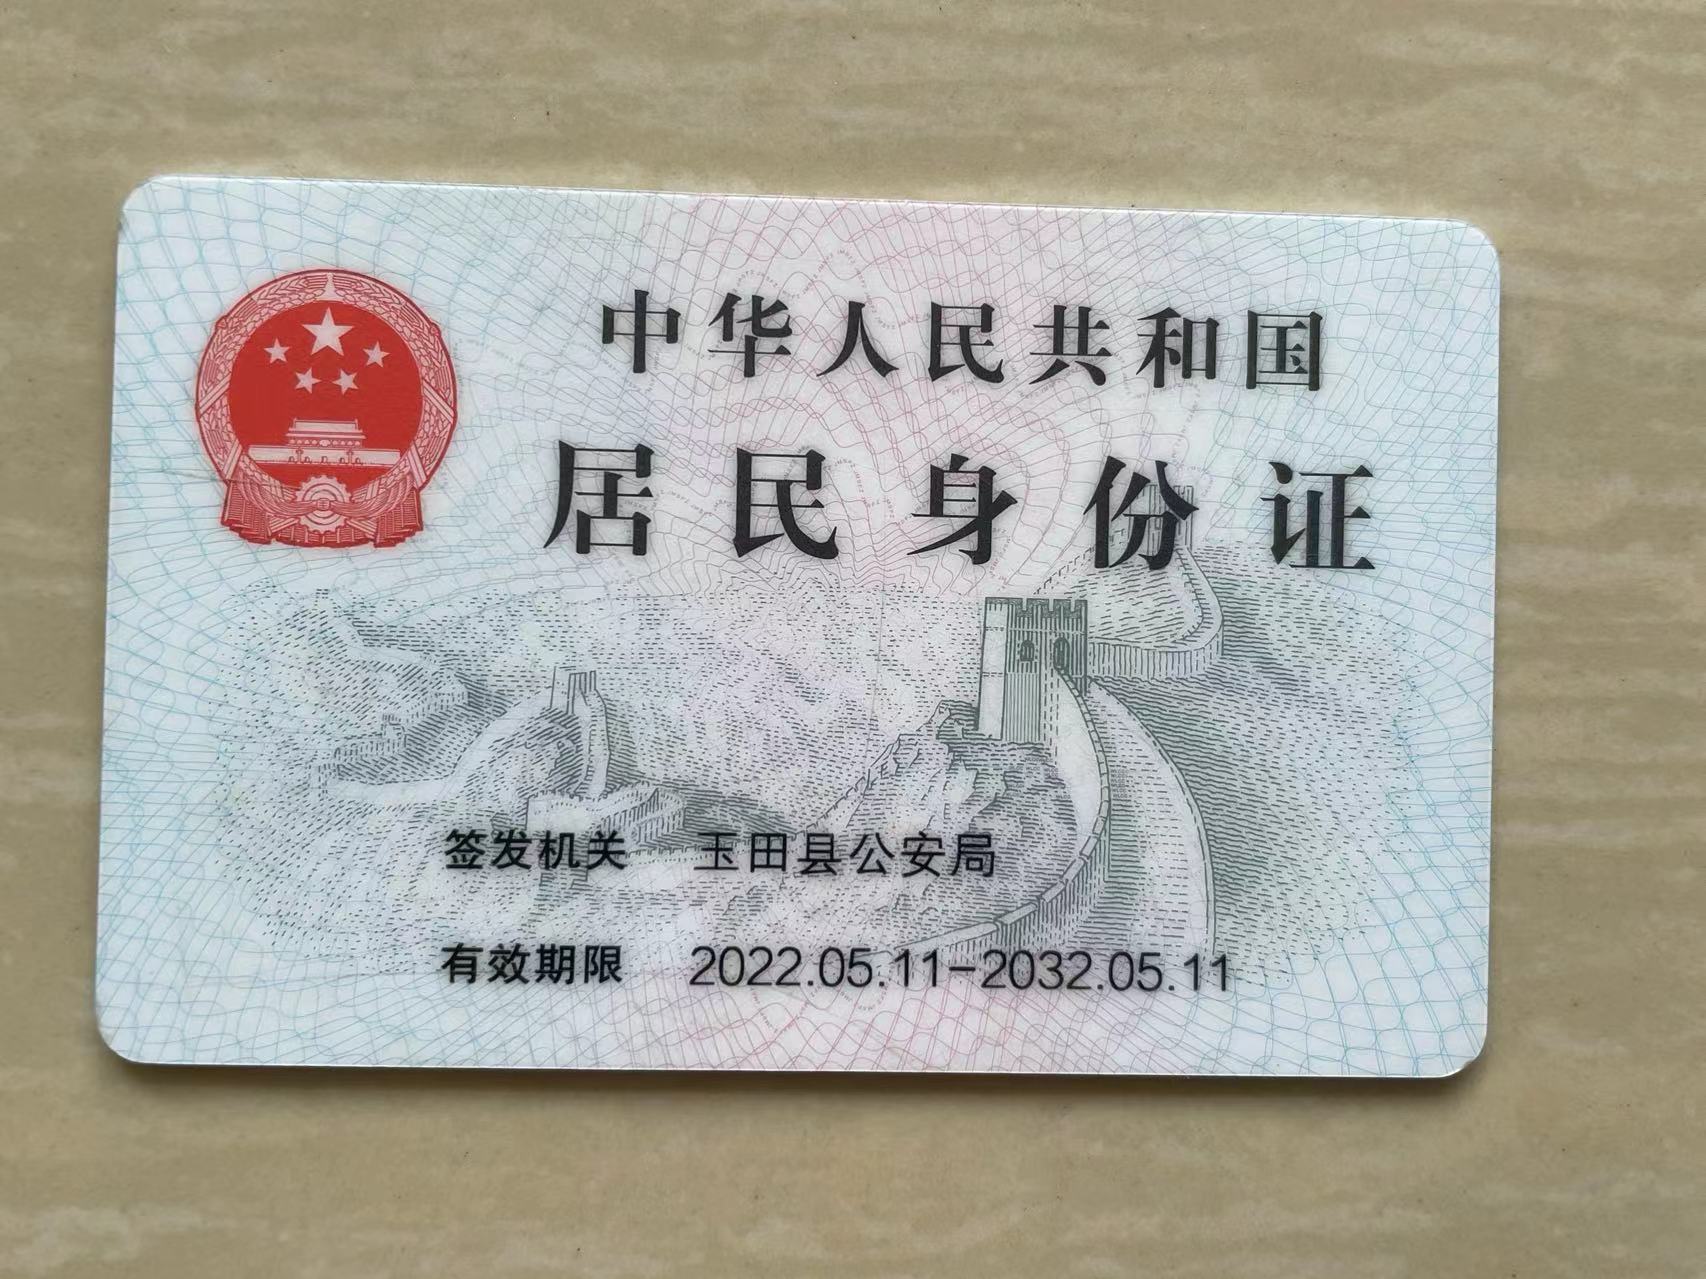 中华人民共和国
居民身份证
签发机关 玉田县公安局
有效期限 2022.05.11-2032.05.11